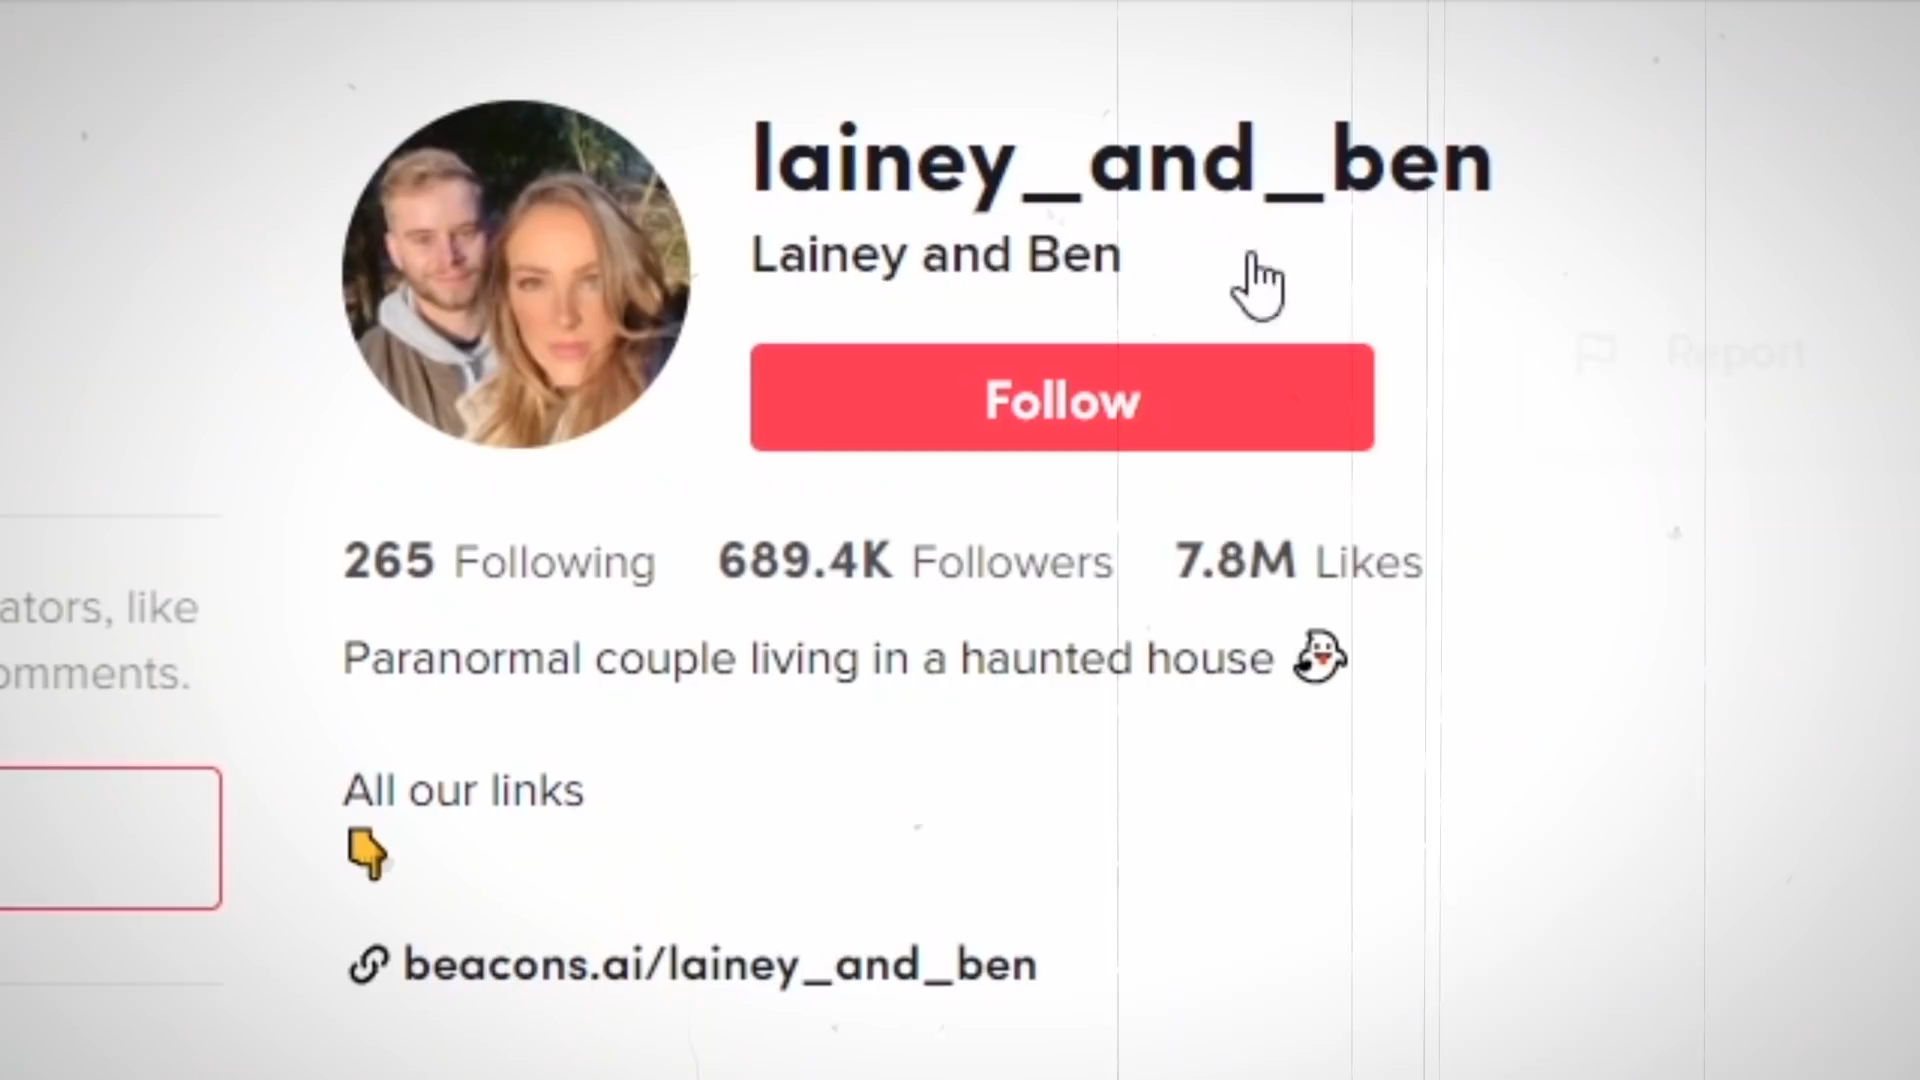 lainey_and_ben
Lainey and Ben
Follow
Report
265 Following 689.4K Followers 7.8M Likes
ators, like
omments.
Paranormal couple living in a haunted house 👻
All our links
👇
beacons.ai/lainey_and_ben